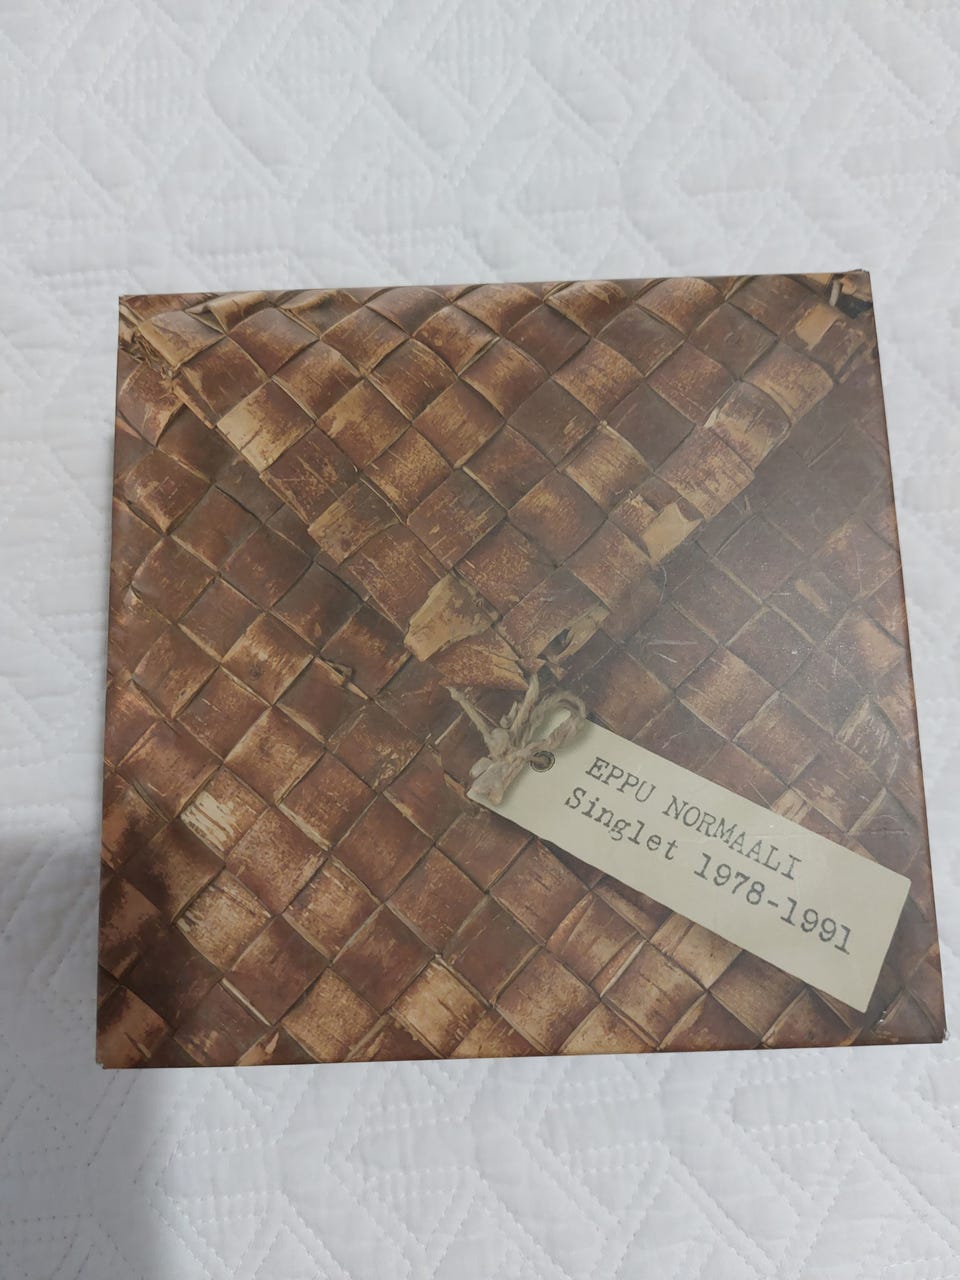 EPPU NORMAALI
Singlet 1978-1991